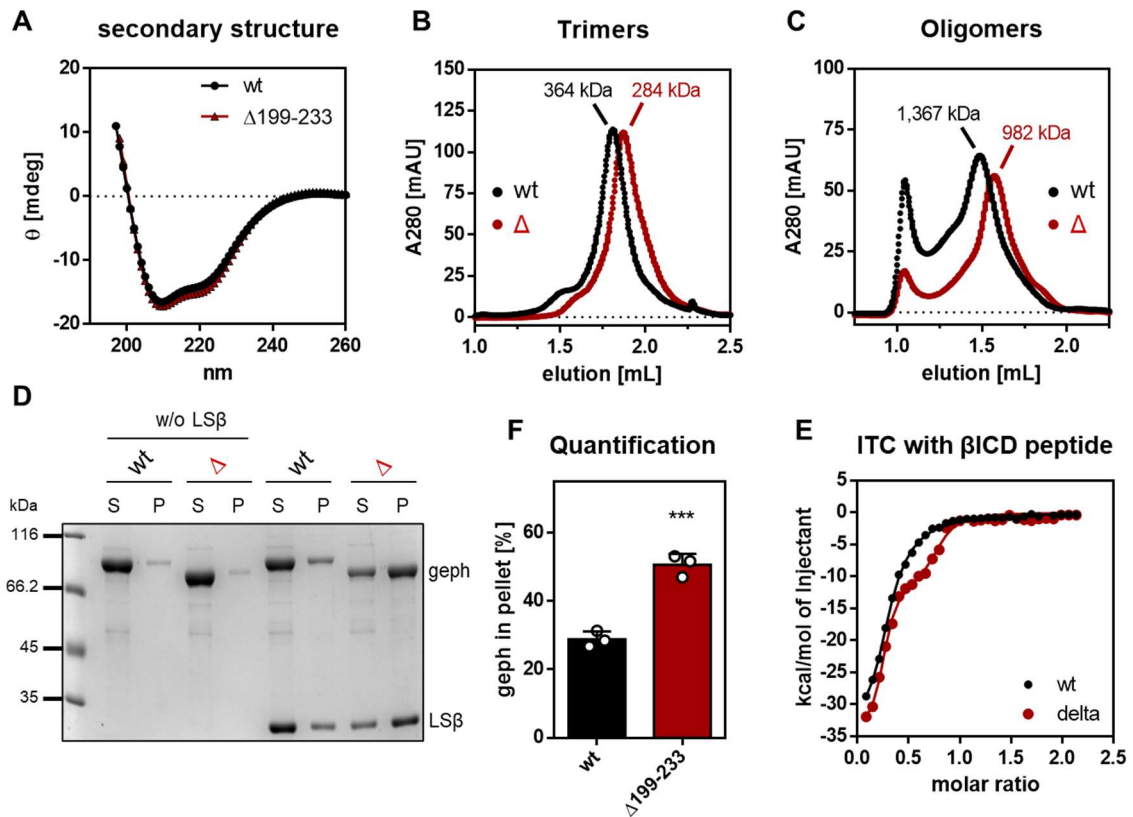 A secondary structure
20
10
0
-10
-20
θ [mdeg]
wt
Δ199-233
200 220 240 260
nm
B Trimers
150
125
100
75
50
25
0
A280 [mAU]
364 kDa 284 kDa
wt
Δ
1.0 1.5 2.0 2.5
elution [mL]
C Oligomers
100
75
50
25
0
A280 [mAU]
1,367 kDa
982 kDa
wt
Δ
1.0 1.5 2.0
elution [mL]
D
w/o LSβ
wt Δ wt Δ
kDa S P S P S P S P
116
66.2
45
35
geph
LSβ
F Quantification
60
40
20
0
geph in pellet [%]
***
wt
Δ199-233
E
ITC with βICD peptide
5
0
-5
-10
-15
-20
-25
-30
-35
kcal/mol of Injectant
wt
delta
0.0 0.5 1.0 1.5 2.0 2.5
molar ratio